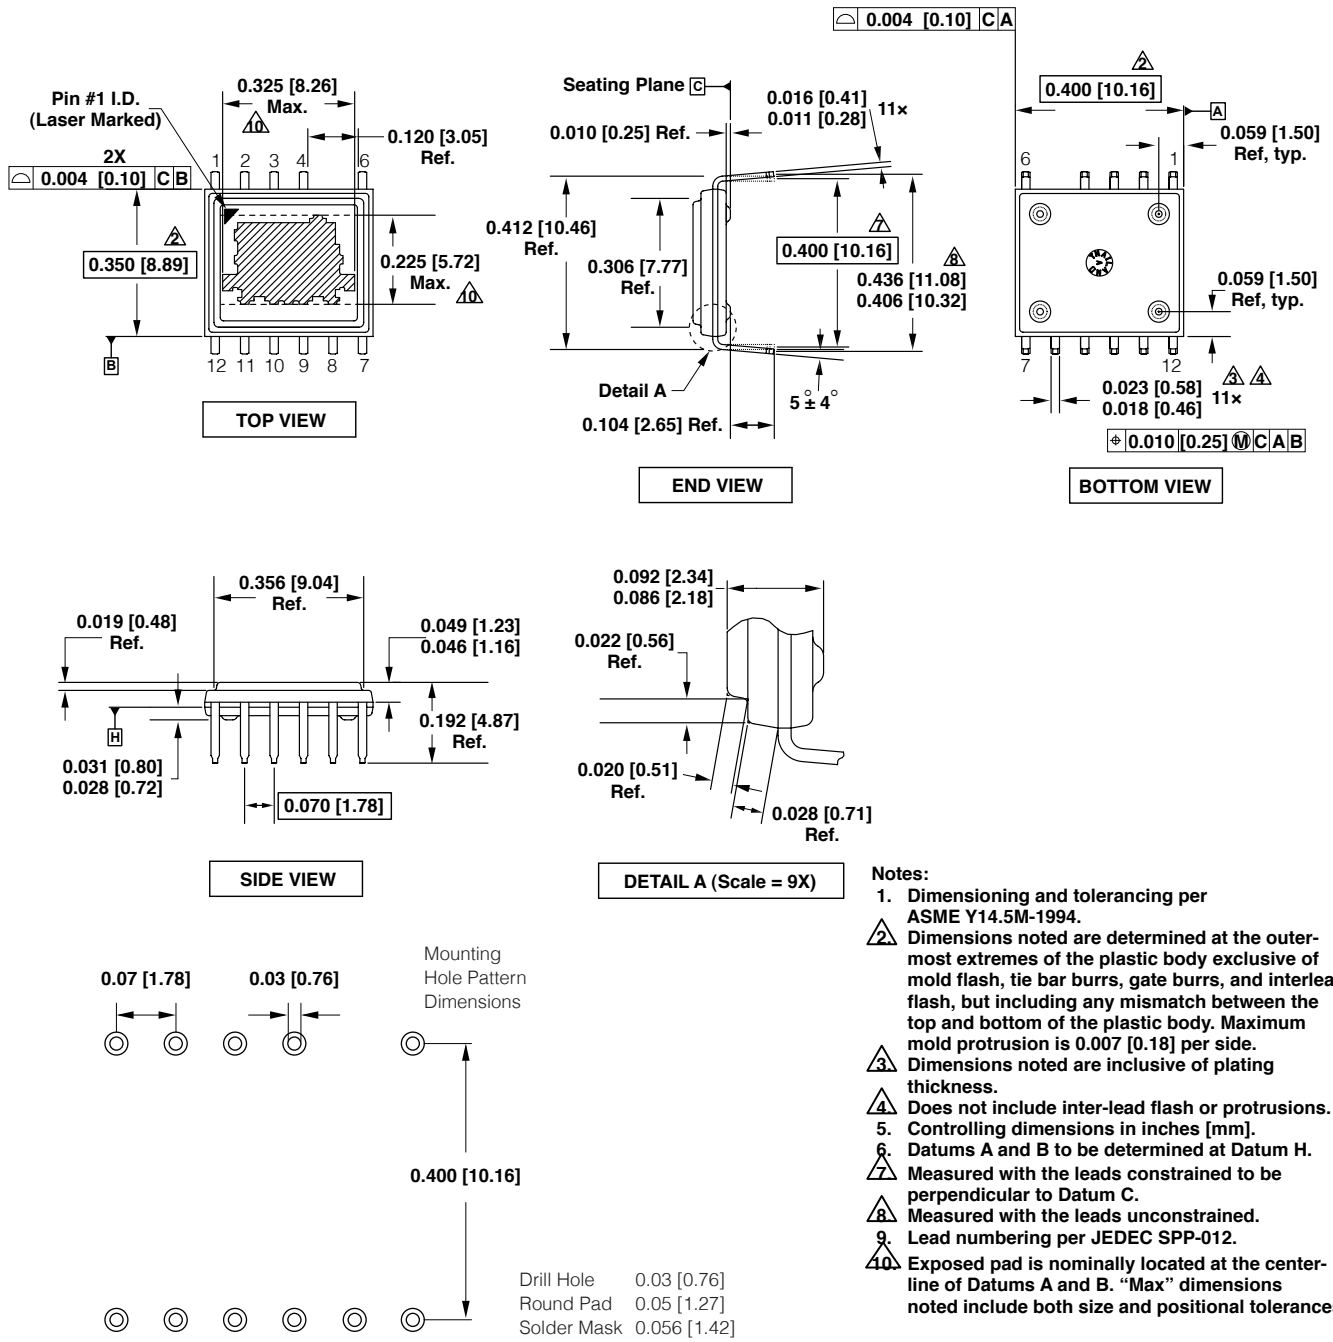 ⌓ 0.004 [0.10] C A
Pin #1 I.D.
(Laser Marked)
0.325 [8.26]
Max.
10
0.120 [3.05]
Ref.
2X
⌓ 0.004 [0.10] C B
1 2 3 4 6
2
0.350 [8.89]
0.225 [5.72]
Max.
10
B
12 11 10 9 8 7
TOP VIEW
Seating Plane C
0.016 [0.41]
0.011 [0.28]
11×
0.010 [0.25] Ref.
0.412 [10.46]
Ref.
0.306 [7.77]
Ref.
7
0.400 [10.16]
8
0.436 [11.08]
0.406 [10.32]
Detail A
5° ± 4°
0.104 [2.65] Ref.
END VIEW
2
0.400 [10.16]
A
0.059 [1.50]
Ref, typ.
6 1
0.059 [1.50]
Ref, typ.
7 12
0.023 [0.58]
0.018 [0.46]
11×
3 4
⌖ 0.010 [0.25] Ⓜ C A B
BOTTOM VIEW
0.356 [9.04]
Ref.
0.019 [0.48]
Ref.
0.049 [1.23]
0.046 [1.16]
0.192 [4.87]
Ref.
H
0.031 [0.80]
0.028 [0.72]
0.070 [1.78]
SIDE VIEW
0.092 [2.34]
0.086 [2.18]
0.022 [0.56]
Ref.
0.020 [0.51]
Ref.
0.028 [0.71]
Ref.
DETAIL A (Scale = 9X)
Mounting
Hole Pattern
Dimensions
0.07 [1.78]
0.03 [0.76]
0.400 [10.16]
Drill Hole 0.03 [0.76]
Round Pad 0.05 [1.27]
Solder Mask 0.056 [1.42]
Notes:
1. Dimensioning and tolerancing per
ASME Y14.5M-1994.
2. Dimensions noted are determined at the outer-
most extremes of the plastic body exclusive of
mold flash, tie bar burrs, gate burrs, and interlea
flash, but including any mismatch between the
top and bottom of the plastic body. Maximum
mold protrusion is 0.007 [0.18] per side.
3. Dimensions noted are inclusive of plating
thickness.
4. Does not include inter-lead flash or protrusions.
5. Controlling dimensions in inches [mm].
6. Datums A and B to be determined at Datum H.
7. Measured with the leads constrained to be
perpendicular to Datum C.
8. Measured with the leads unconstrained.
9. Lead numbering per JEDEC SPP-012.
10. Exposed pad is nominally located at the center-
line of Datums A and B. “Max” dimensions
noted include both size and positional tolerance